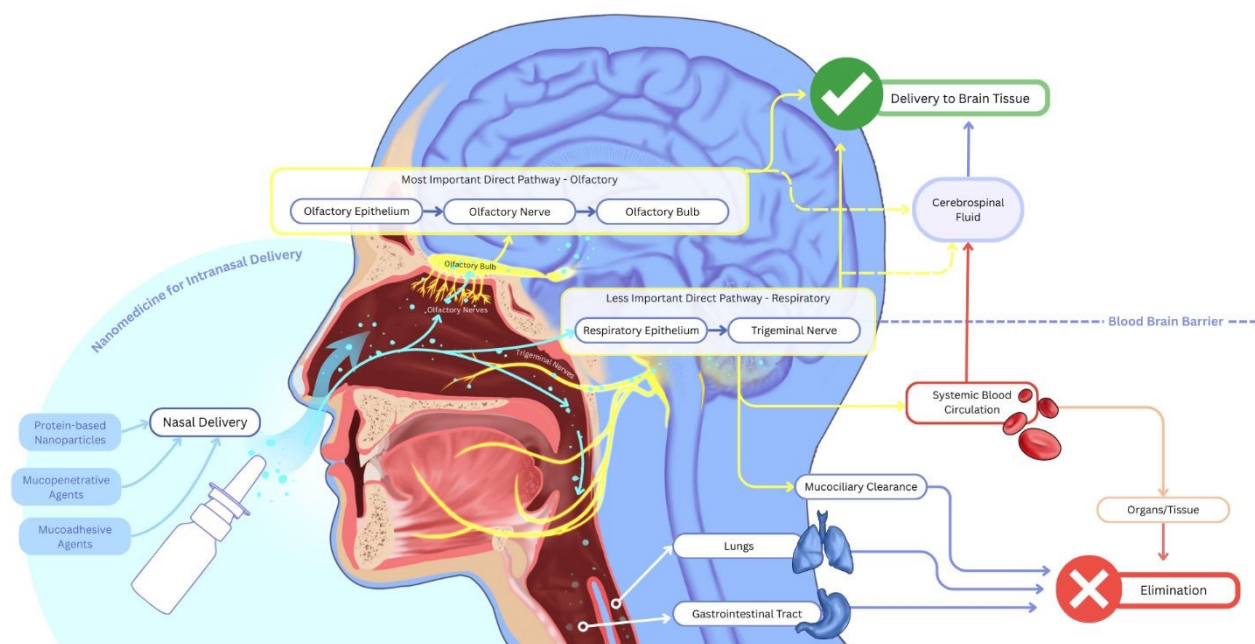 Nanomedicine for Intranasal Delivery
Protein-based
Nanoparticles
Mucopenetrative
Agents
Mucoadhesive
Agents
Nasal Delivery
Most Important Direct Pathway - Olfactory
Olfactory Epithelium
Olfactory Nerve
Olfactory Bulb
Olfactory Bulb
Olfactory Nerves
Trigeminal Nerves
Less Important Direct Pathway - Respiratory
Respiratory Epithelium
Trigeminal Nerve
Delivery to Brain Tissue
Cerebrospinal
Fluid
Blood Brain Barrier
Systemic Blood
Circulation
Mucociliary Clearance
Organs/Tissue
Lungs
Gastrointestinal Tract
Elimination